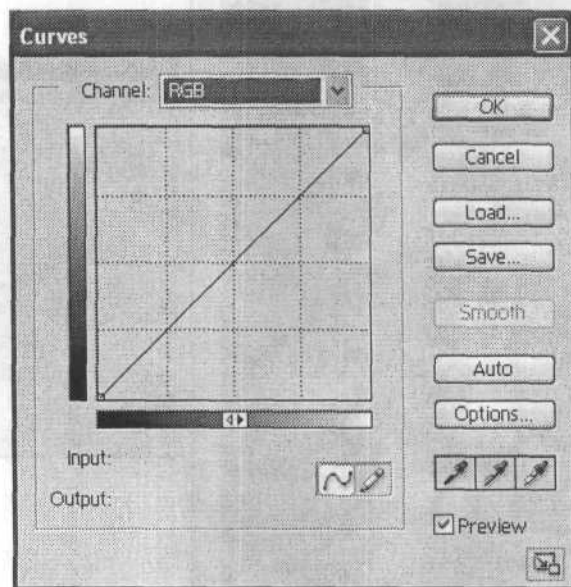 Curves
Channel: RGB
OK
Cancel
Load...
Save...
Smooth
Auto
Options...
Input:
Output:
Preview